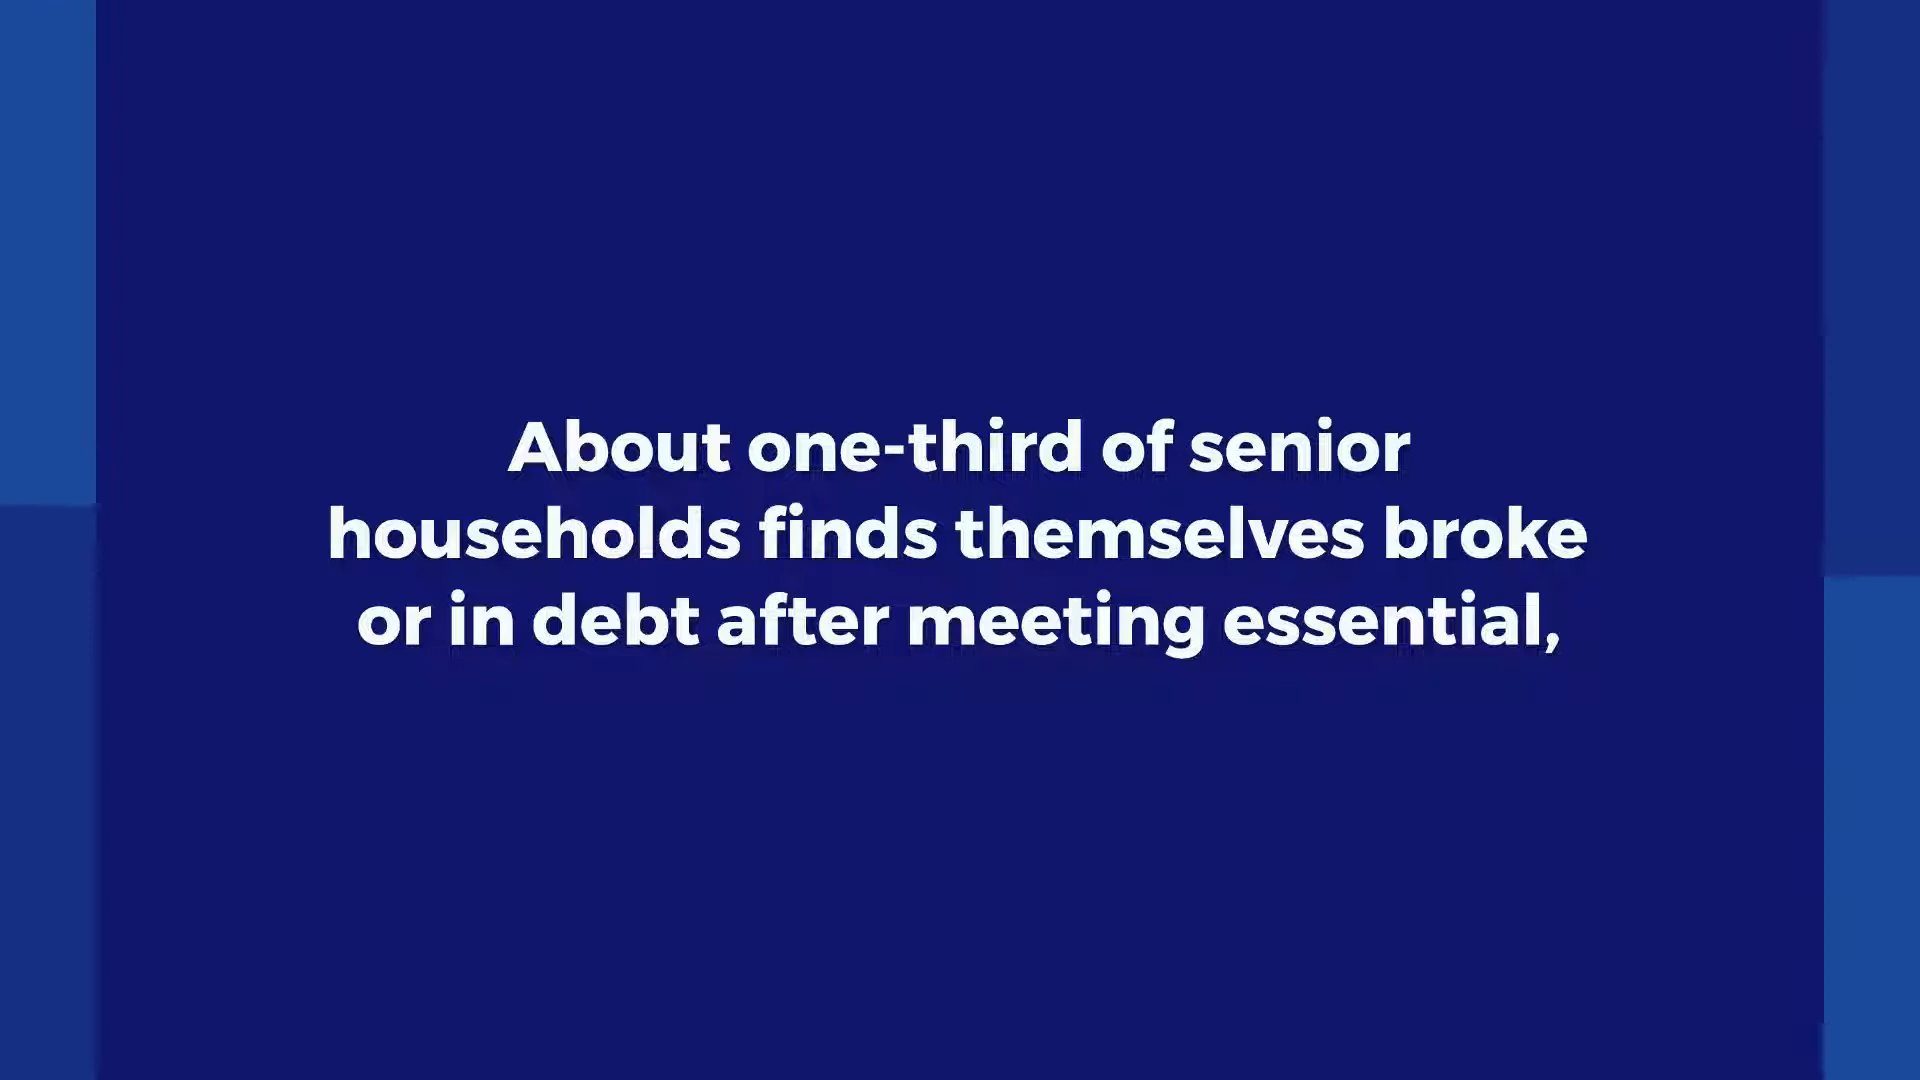 About one-third of senior
households finds themselves broke
or in debt after meeting essential,